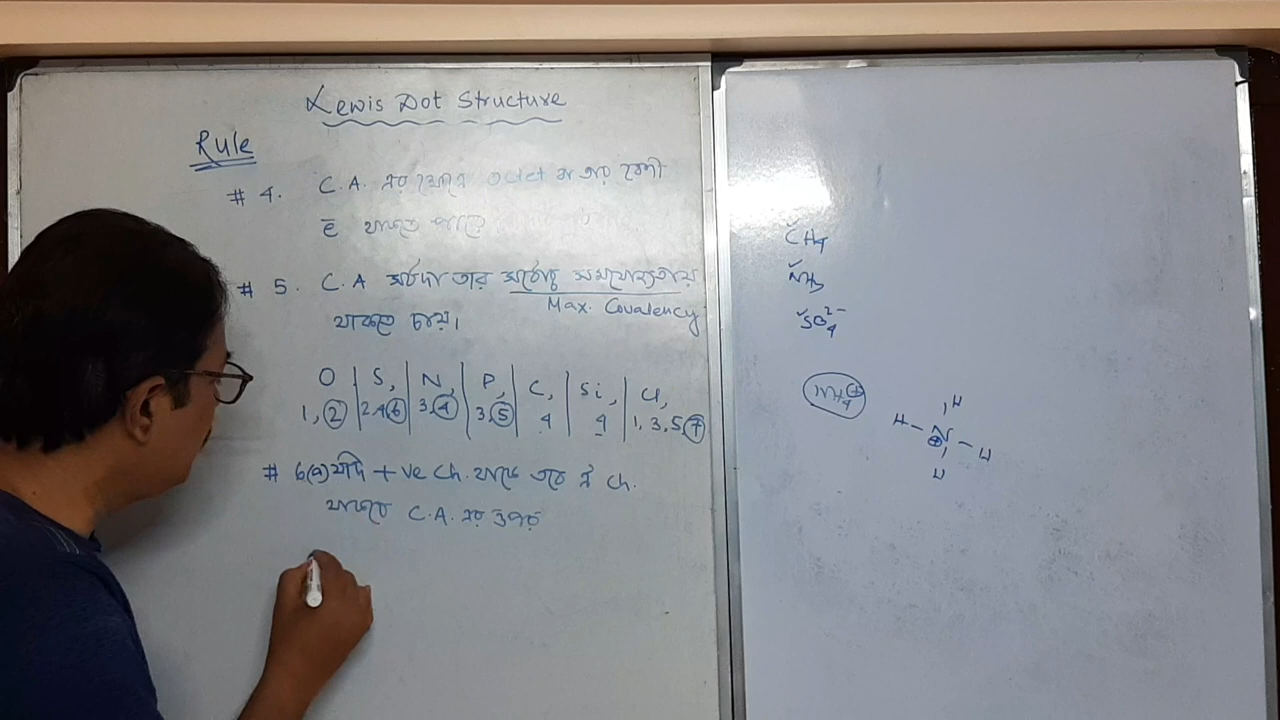 Lewis Dot Structure
Rule
# 4. C.A. এর ক্ষেত্রে octet বা তার বেশী
ē থাকতে পারে
# 5. C.A সর্বদা তার সর্বোচ্চ সমযোজ্যতায়
Max. Covalency
থাকতে চায়।
O | S, | N, | P, | C, | Si, | Cl,
1, 2 | 2,4 6 | 3, 4 | 3, 5 | 4 | 4 | 1, 3, 5, 7
# 6(a) যদি +ve Ch. থাকে তবে ঐ Ch.
থাকবে C.A. এর উপর
CH4
NH3
SO4 2-
NH4 +
H
H - N - H
+
H